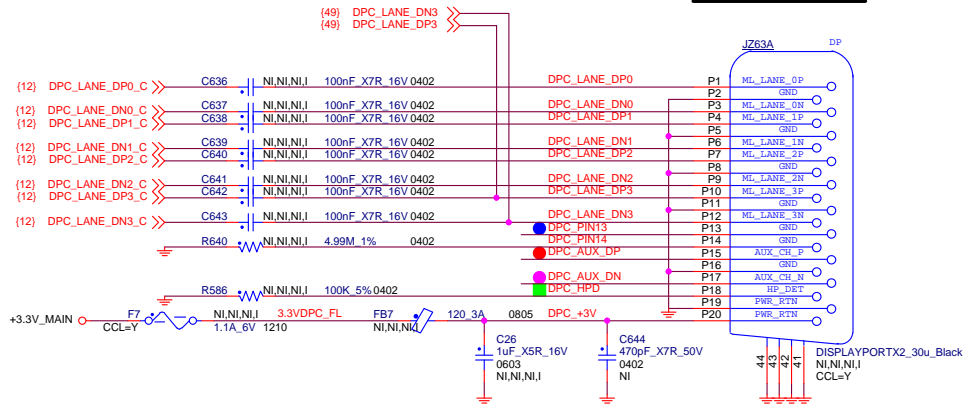 {49} DPC_LANE_DN3
{49} DPC_LANE_DP3
JZ63A
DP
{12} DPC_LANE_DP0_C C636 NI,NI,NI,I 100nF_X7R_16V 0402 DPC_LANE_DP0 P1 ML_LANE_0P
P2 GND
{12} DPC_LANE_DN0_C C637 NI,NI,NI,I 100nF_X7R_16V 0402 DPC_LANE_DN0 P3 ML_LANE_0N
{12} DPC_LANE_DP1_C C638 NI,NI,NI,I 100nF_X7R_16V 0402 DPC_LANE_DP1 P4 ML_LANE_1P
P5 GND
{12} DPC_LANE_DN1_C C639 NI,NI,NI,I 100nF_X7R_16V 0402 DPC_LANE_DN1 P6 ML_LANE_1N
{12} DPC_LANE_DP2_C C640 NI,NI,NI,I 100nF_X7R_16V 0402 DPC_LANE_DP2 P7 ML_LANE_2P
P8 GND
{12} DPC_LANE_DN2_C C641 NI,NI,NI,I 100nF_X7R_16V 0402 DPC_LANE_DN2 P9 ML_LANE_2N
{12} DPC_LANE_DP3_C C642 NI,NI,NI,I 100nF_X7R_16V 0402 DPC_LANE_DP3 P10 ML_LANE_3P
P11 GND
{12} DPC_LANE_DN3_C C643 NI,NI,NI,I 100nF_X7R_16V 0402 DPC_LANE_DN3 P12 ML_LANE_3N
DPC_PIN13 P13 GND
R640 NI,NI,NI,I 4.99M_1% 0402 DPC_PIN14 P14 GND
DPC_AUX_DP P15 AUX_CH_P
P16 GND
DPC_AUX_DN P17 AUX_CH_N
R586 NI,NI,NI,I 100K_5% 0402 DPC_HPD P18 HP_DET
P19 PWR_RTN
+3.3V_MAIN F7 NI,NI,NI,I 3.3VDPC_FL FB7 120_3A 0805 DPC_+3V P20 PWR_RTN
CCL=Y 1.1A_6V 1210 NI,NI,NI,I
C26
1uF_X5R_16V
0603
NI,NI,NI,I
C644
470pF_X7R_50V
0402
NI
44 43 42 41
DISPLAYPORTX2_30u_Black
NI,NI,NI,I
CCL=Y